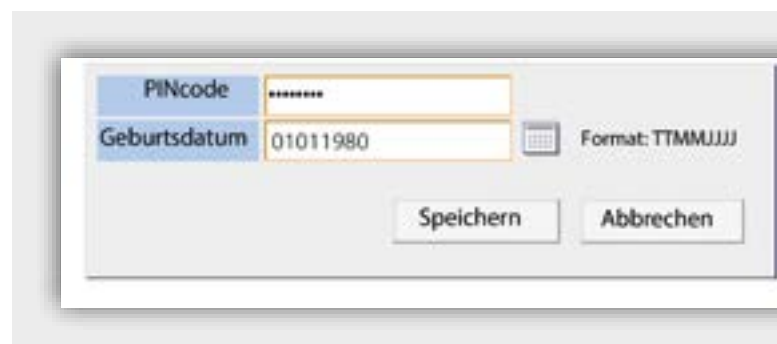 PINcode ••••••••
Geburtsdatum 01011980 Format: TTMMJJJJ
Speichern Abbrechen